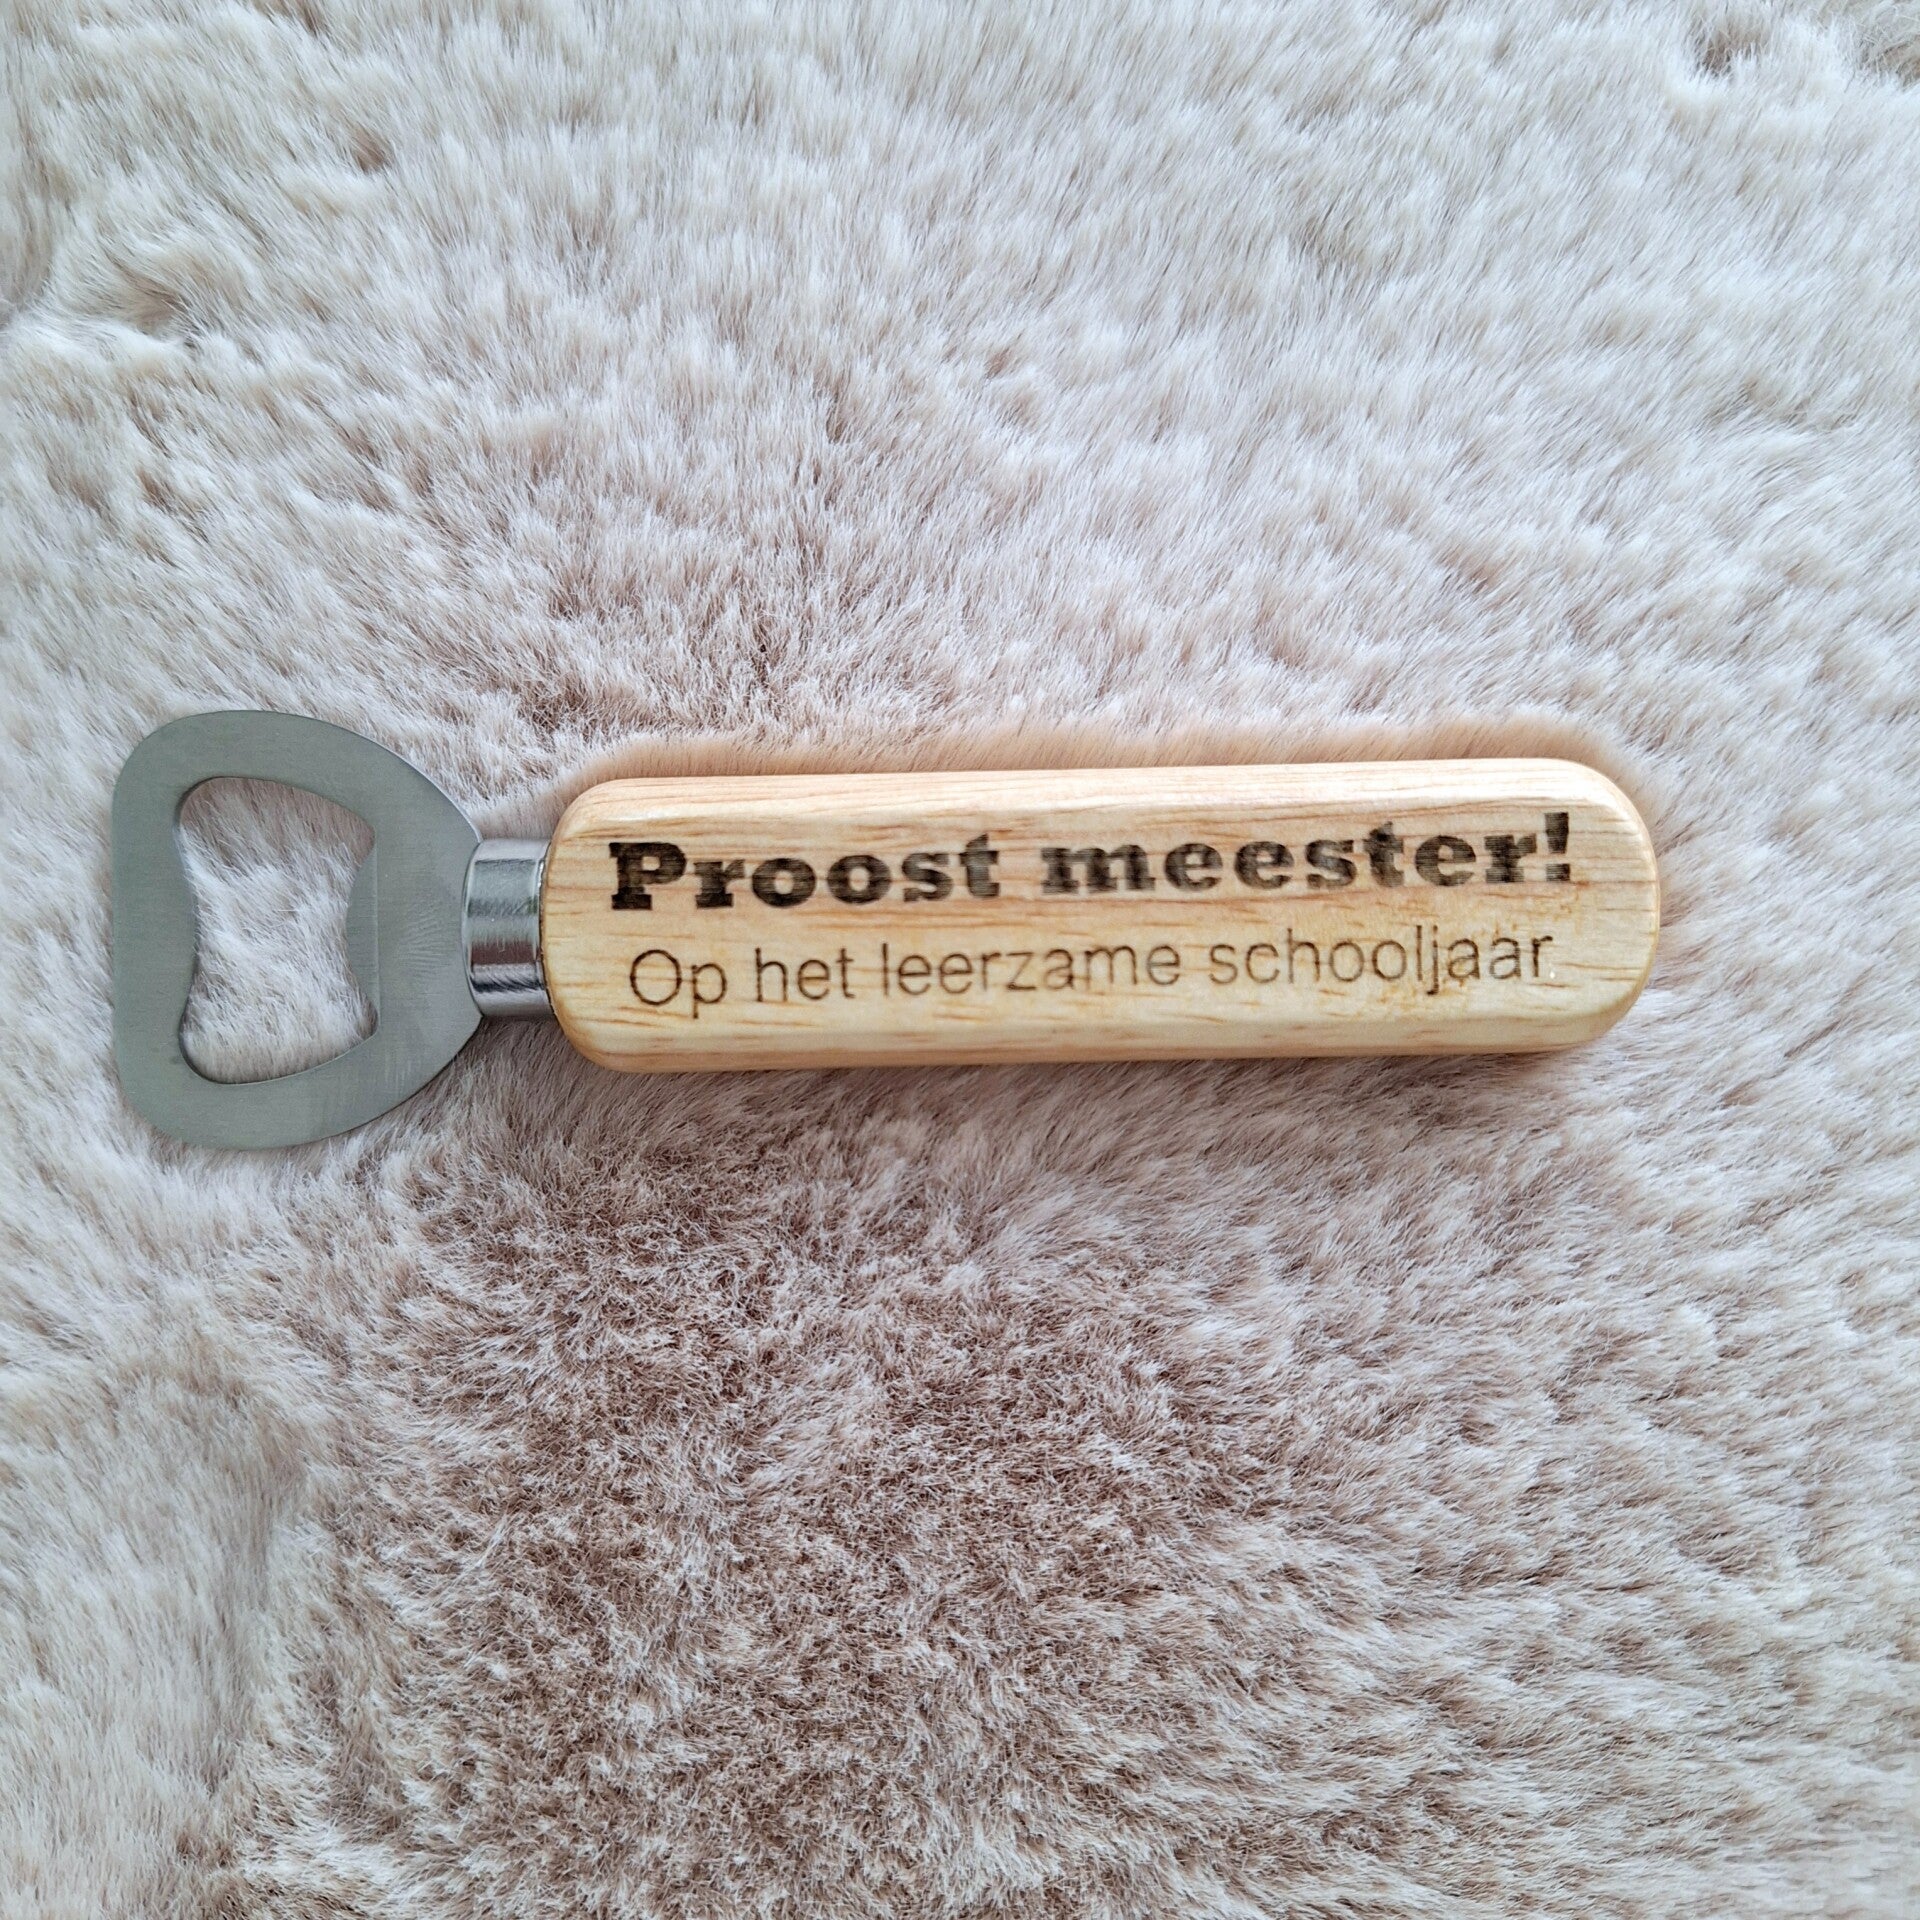 Proost meester!
Op het leerzame schooljaar